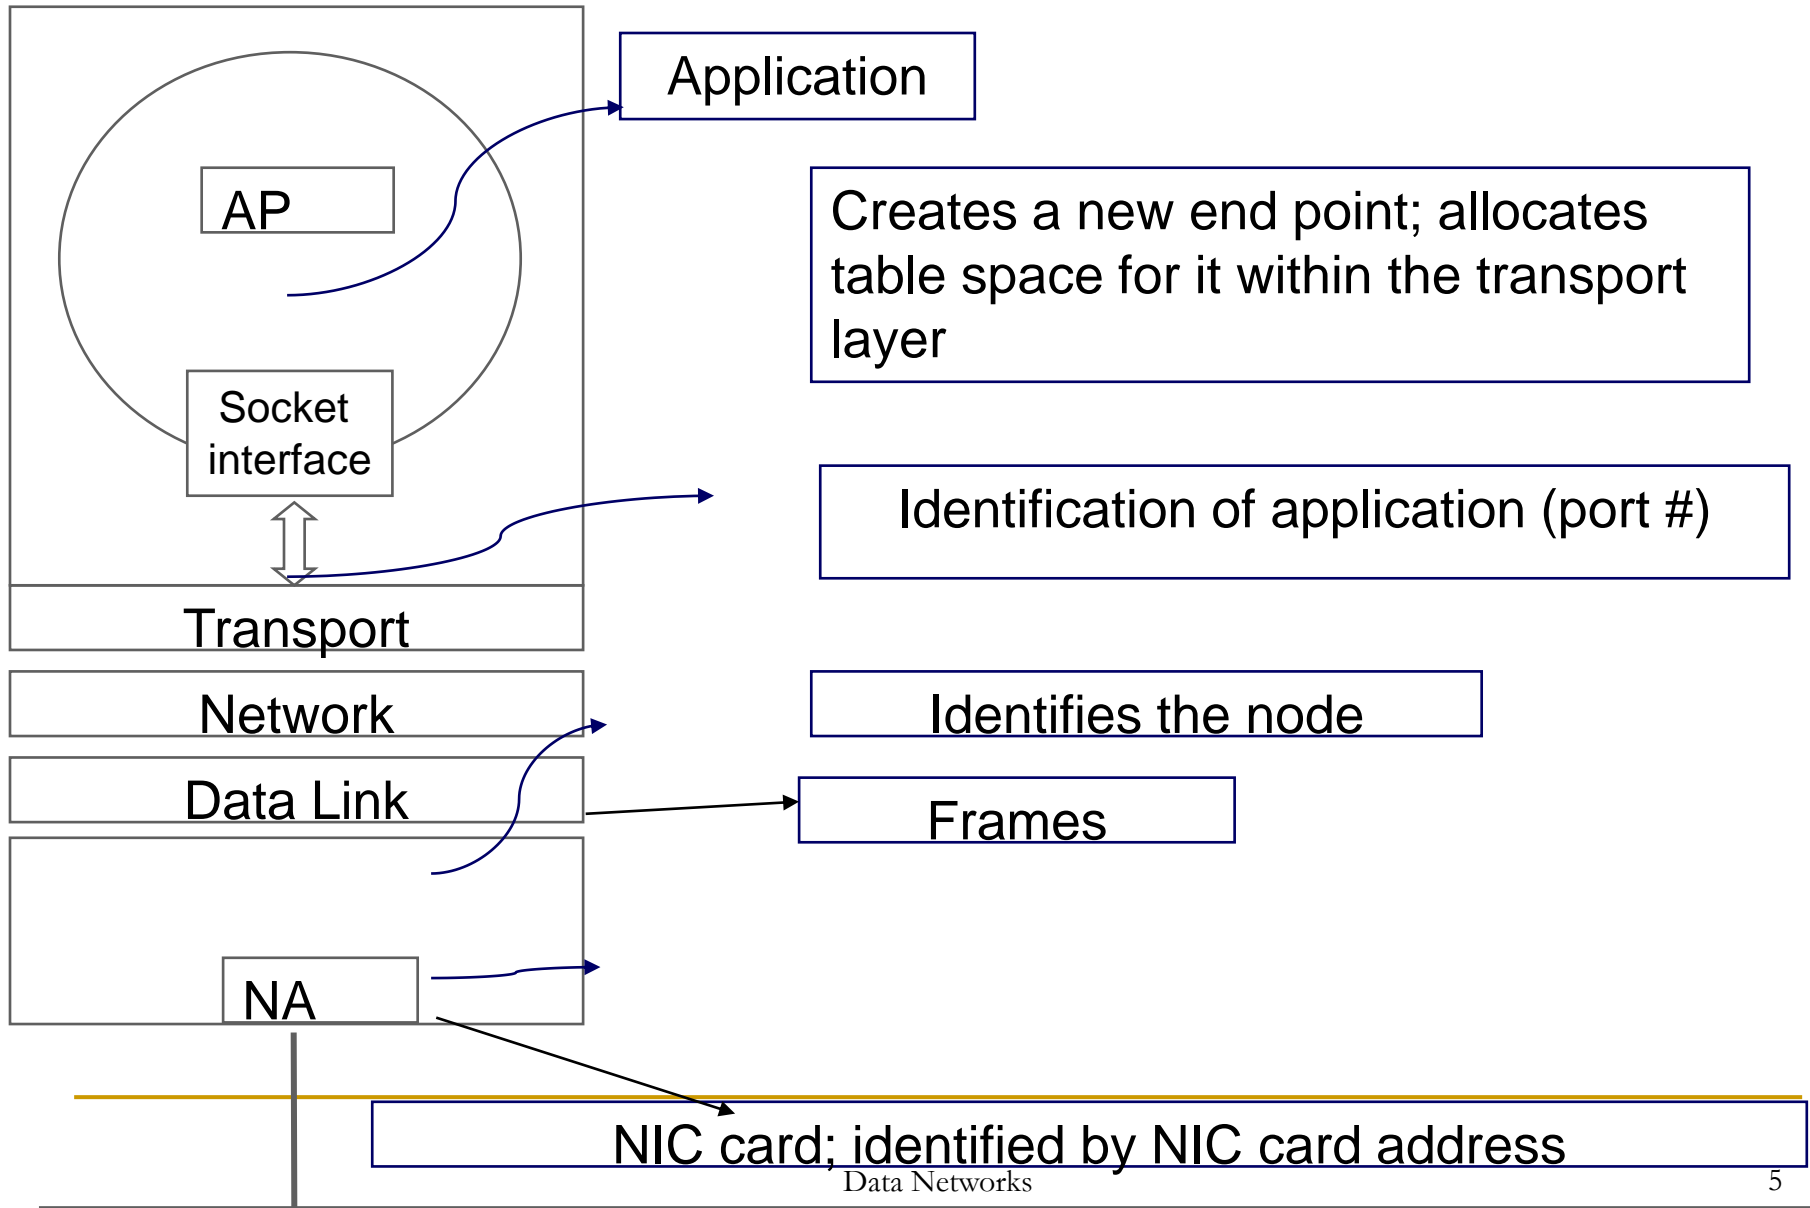 Application
AP
Creates a new end point; allocates
table space for it within the transport
layer
Socket
interface
Identification of application (port #)
Transport
Network
Identifies the node
Data Link
Frames
NA
NIC card; identified by NIC card address
Data Networks
5